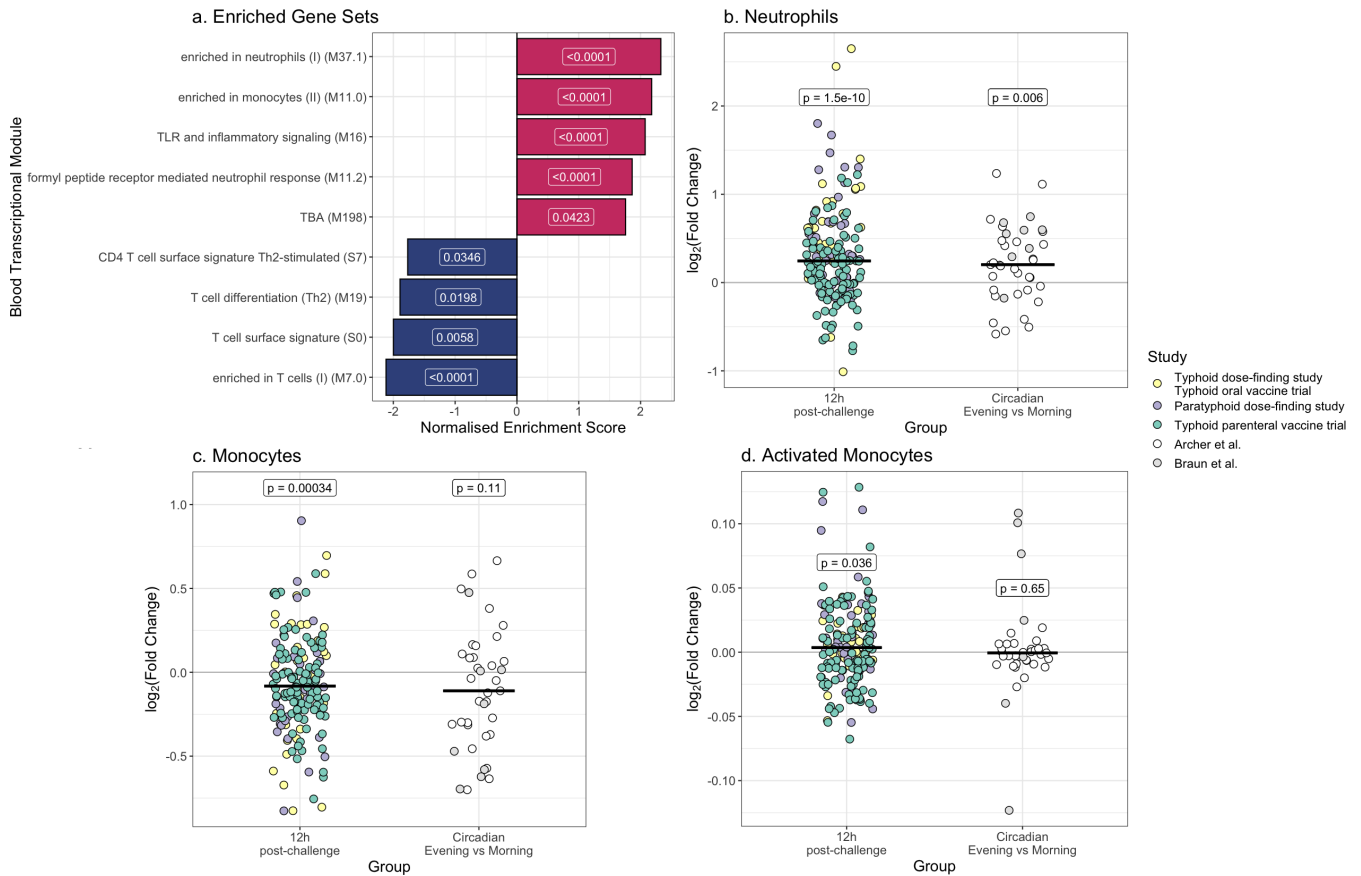 a. Enriched Gene Sets
Blood Transcriptional Module
enriched in neutrophils (I) (M37.1)
<0.0001
enriched in monocytes (II) (M11.0)
<0.0001
TLR and inflammatory signaling (M16)
<0.0001
formyl peptide receptor mediated neutrophil response (M11.2)
<0.0001
TBA (M198)
0.0423
CD4 T cell surface signature Th2-stimulated (S7)
0.0346
T cell differentiation (Th2) (M19)
0.0198
T cell surface signature (S0)
0.0058
enriched in T cells (I) (M7.0)
<0.0001
-2 -1 0 1 2
Normalised Enrichment Score
b. Neutrophils
log2(Fold Change)
2
1
0
-1
p = 1.5e-10
p = 0.006
12h
post-challenge
Circadian
Evening vs Morning
Group
Study
Typhoid dose-finding study
Typhoid oral vaccine trial
Paratyphoid dose-finding study
Typhoid parenteral vaccine trial
Archer et al.
Braun et al.
c. Monocytes
log2(Fold Change)
1.0
0.5
0.0
-0.5
p = 0.00034
p = 0.11
12h
post-challenge
Circadian
Evening vs Morning
Group
d. Activated Monocytes
log2(Fold Change)
0.10
0.05
0.00
-0.05
-0.10
p = 0.036
p = 0.65
12h
post-challenge
Circadian
Evening vs Morning
Group